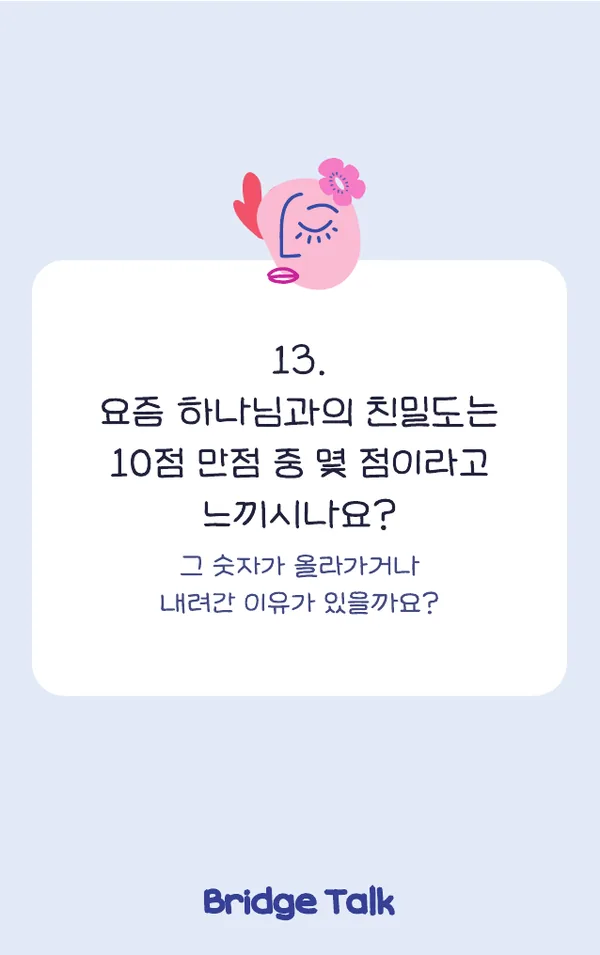 13.
요즘 하나님과의 친밀도는
10점 만점 중 몇 점이라고
느끼시나요?
그 숫자가 올라가거나
내려간 이유가 있을까요?
Bridge Talk